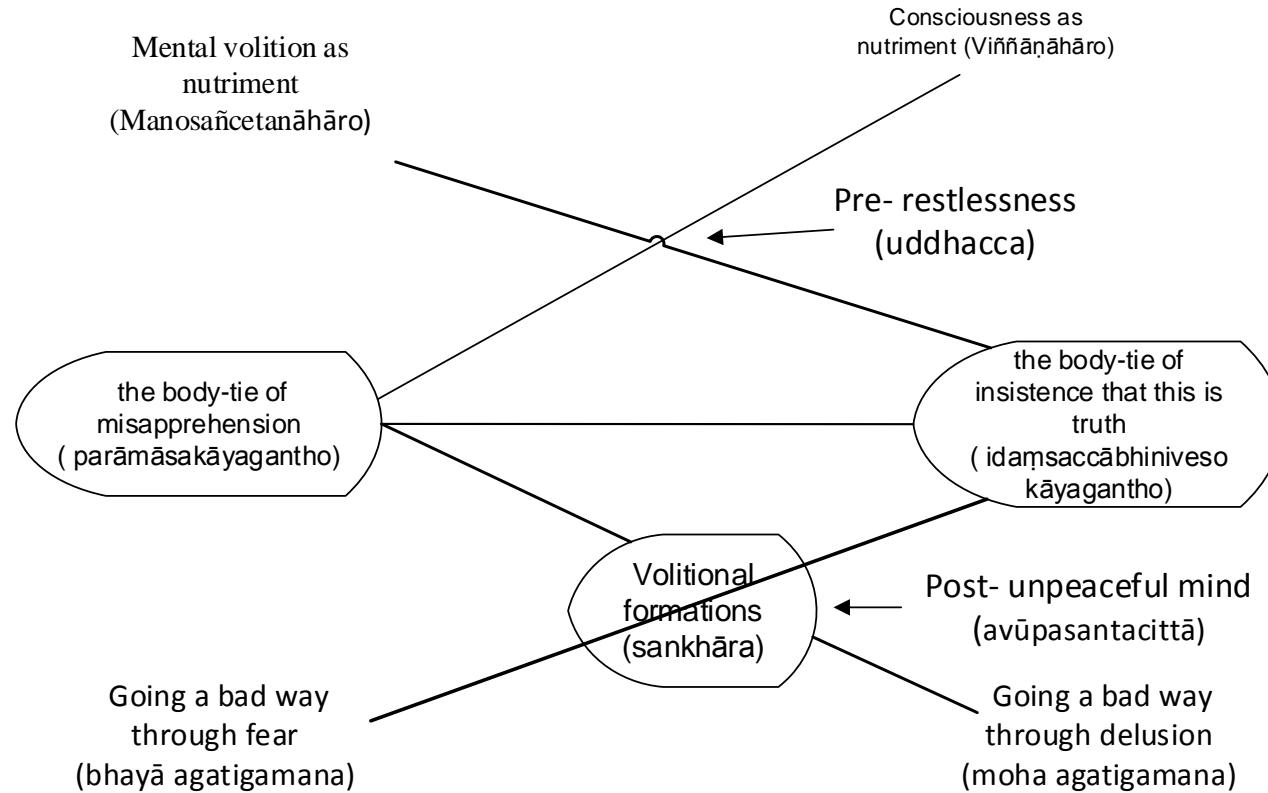 Mental volition as
nutriment
(Manosañcetanāhāro)
Consciousness as
nutriment (Viññāṇāhāro)
Pre- restlessness
(uddhacca)
the body-tie of
misapprehension
( parāmāsakāyagantho)
the body-tie of
insistence that this is
truth
( idaṃsaccābhiniveso
kāyagantho)
Volitional
formations
(sankhāra)
Post- unpeaceful mind
(avūpasantacittā)
Going a bad way
through fear
(bhayā agatigamana)
Going a bad way
through delusion
(moha agatigamana)